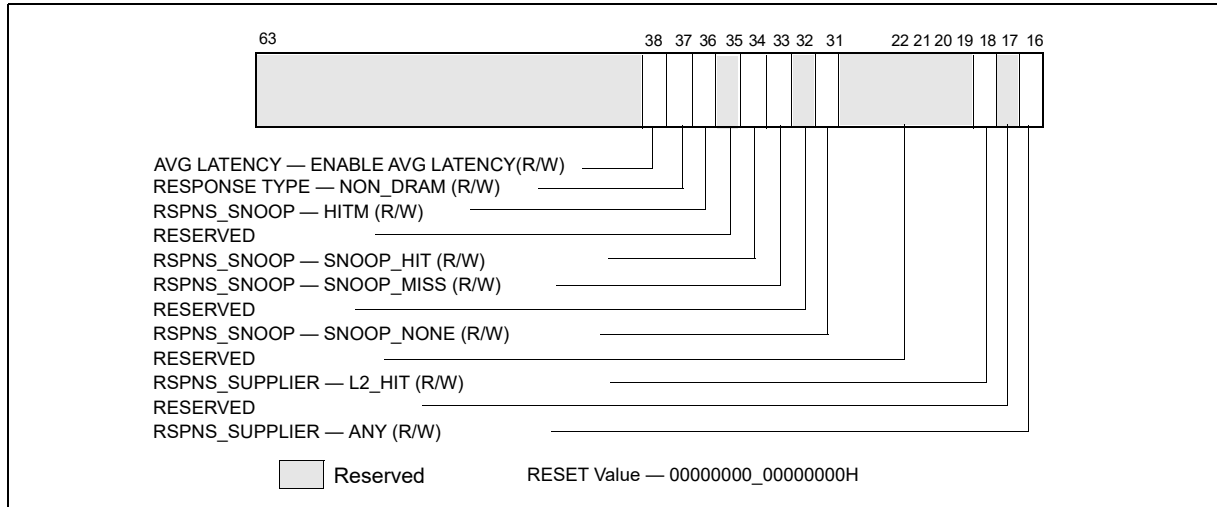 63 38 37 36 35 34 33 32 31 22 21 20 19 18 17 16
AVG LATENCY — ENABLE AVG LATENCY(R/W)
RESPONSE TYPE — NON_DRAM (R/W)
RSPNS_SNOOP — HITM (R/W)
RESERVED
RSPNS_SNOOP — SNOOP_HIT (R/W)
RSPNS_SNOOP — SNOOP_MISS (R/W)
RESERVED
RSPNS_SNOOP — SNOOP_NONE (R/W)
RESERVED
RSPNS_SUPPLIER — L2_HIT (R/W)
RESERVED
RSPNS_SUPPLIER — ANY (R/W)
Reserved RESET Value — 00000000_00000000H